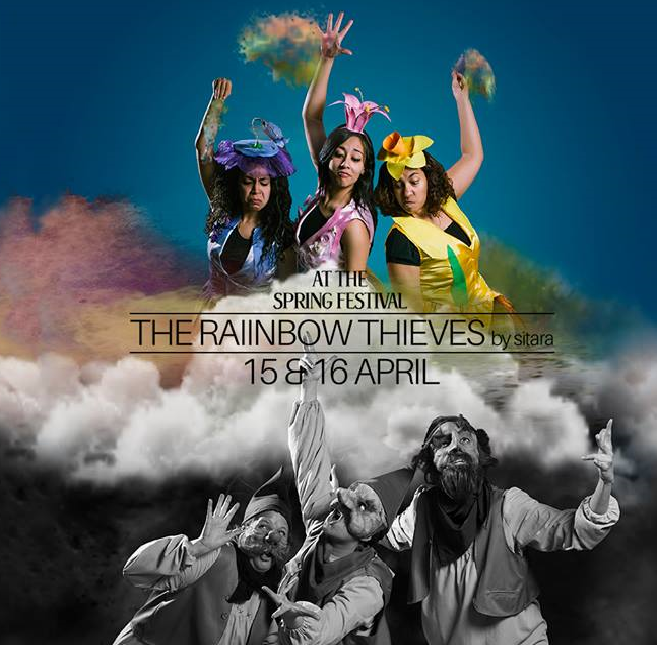 AT THE
SPRING FESTIVAL
THE RAIINBOW THIEVES by sitara
15 & 16 APRIL